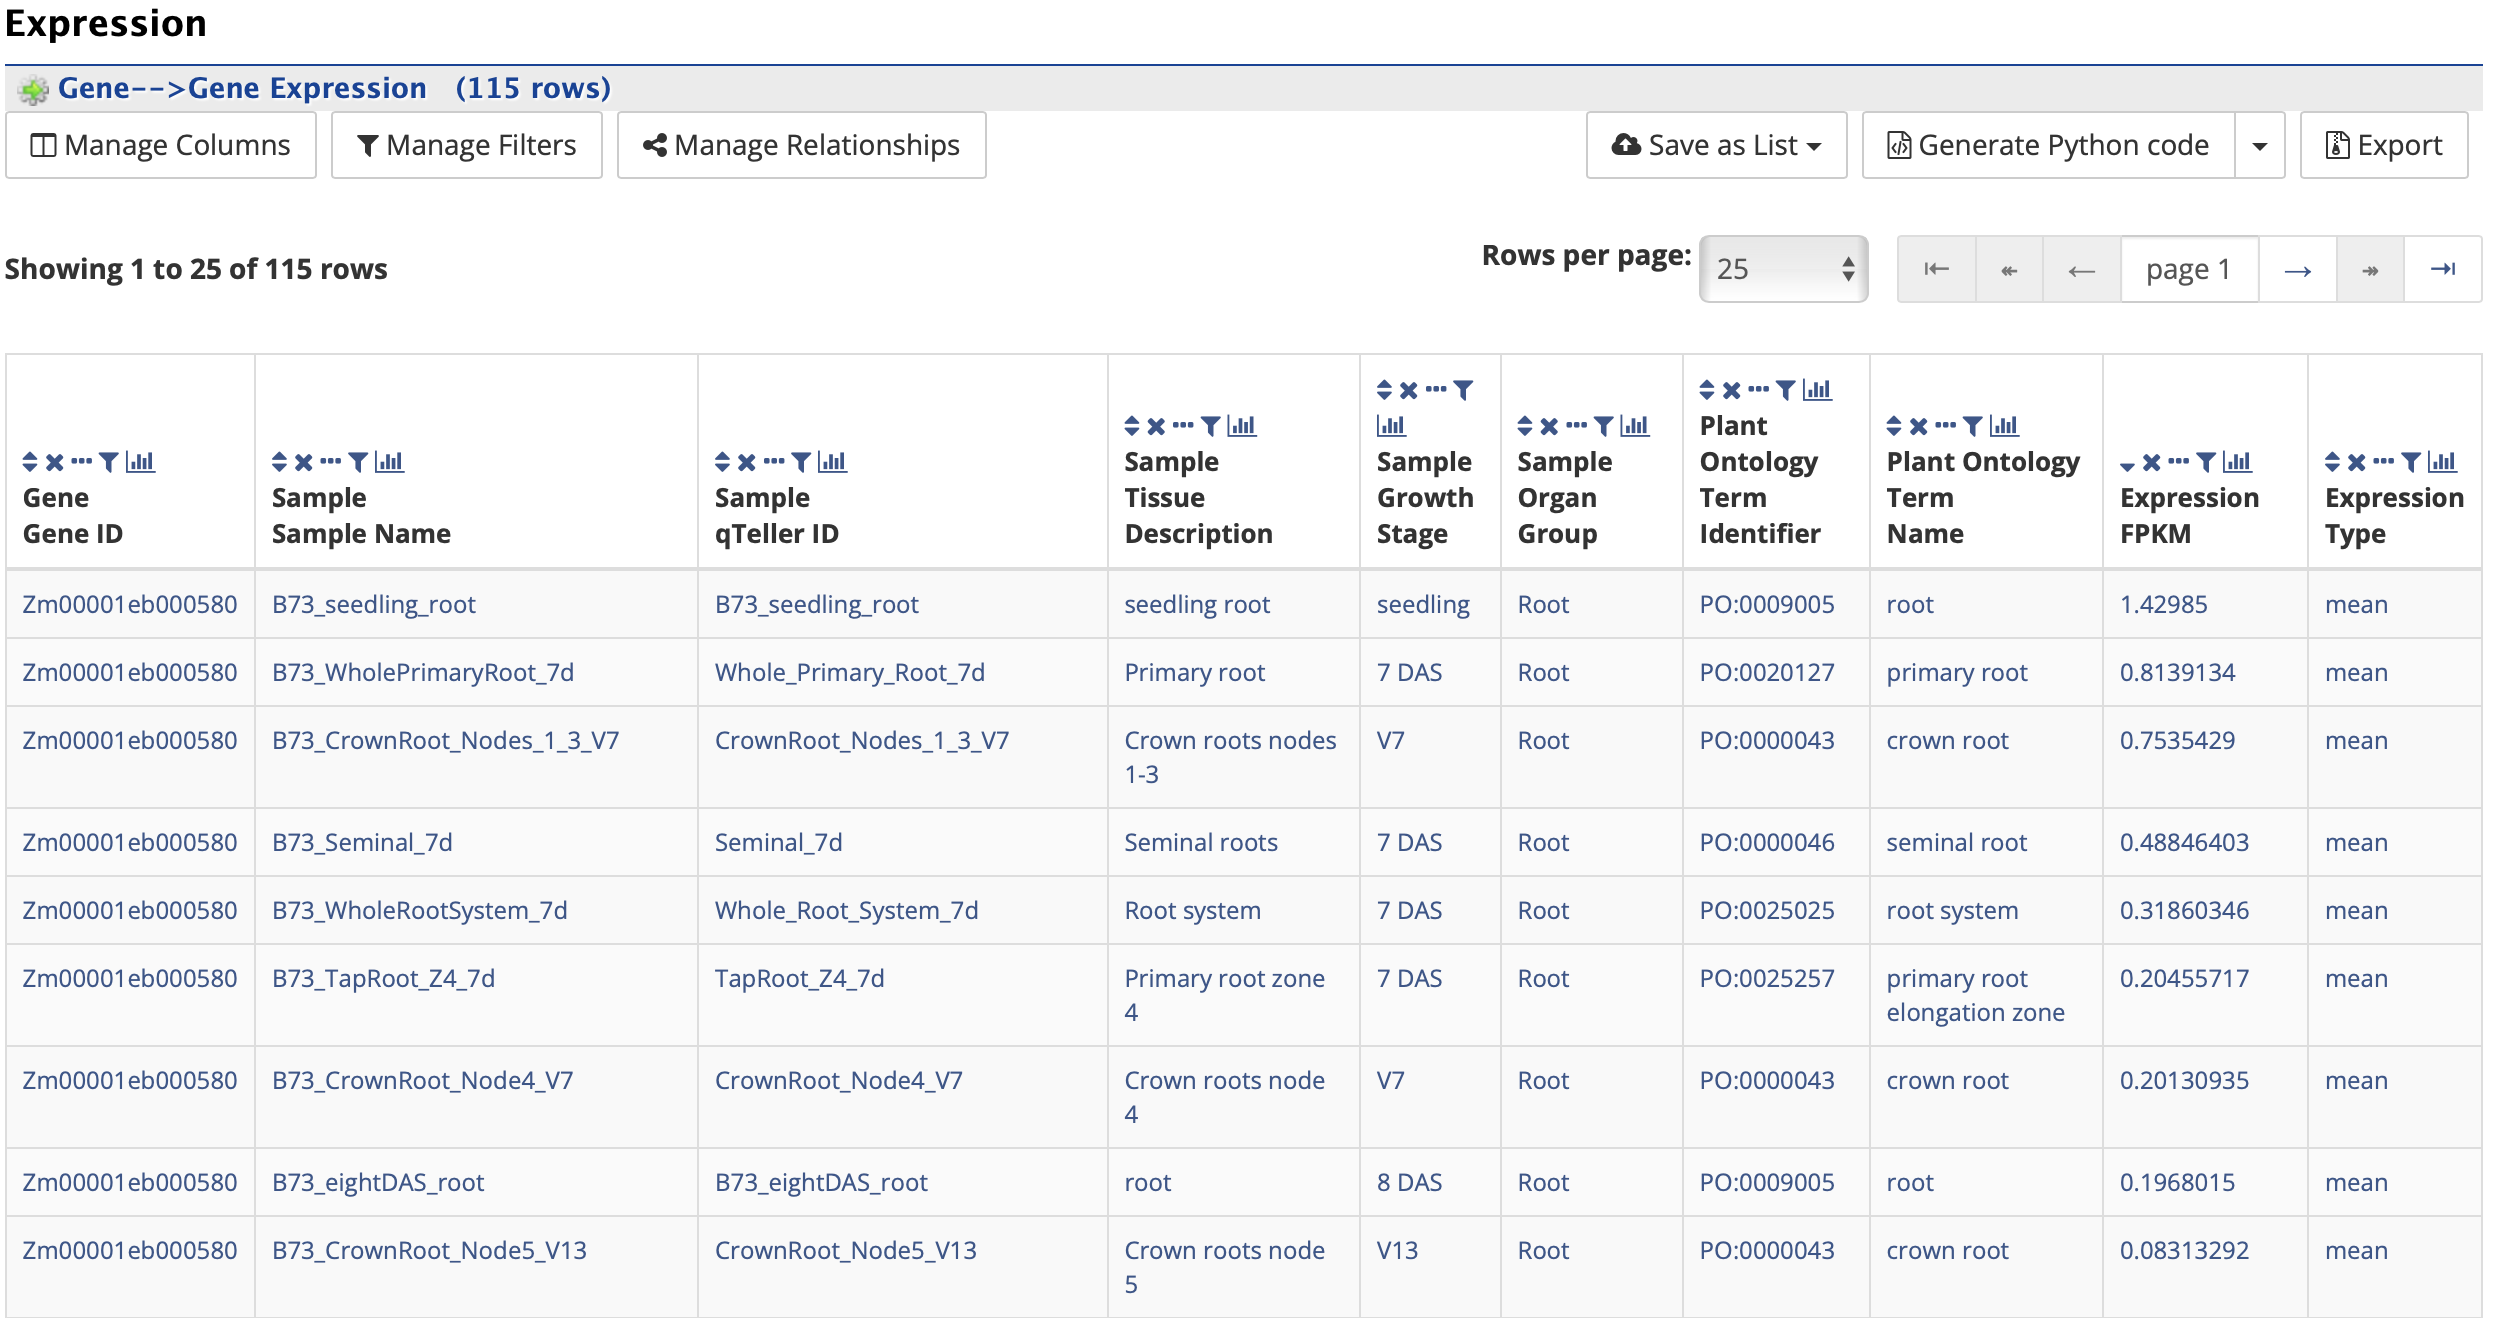 Expression
Gene-->Gene Expression (115 rows)
Manage Columns Manage Filters Manage Relationships Save as List Generate Python code Export
Showing 1 to 25 of 115 rows Rows per page: 25 page 1
Gene Gene ID
Sample Sample Name
Sample qTeller ID
Sample Tissue Description
Sample Growth Stage
Sample Organ Group
Plant Ontology Term Identifier
Plant Ontology Term Name
Expression FPKM
Expression Type
Zm00001eb000580 B73_seedling_root B73_seedling_root seedling root seedling Root PO:0009005 root 1.42985 mean
Zm00001eb000580 B73_WholePrimaryRoot_7d Whole_Primary_Root_7d Primary root 7 DAS Root PO:0020127 primary root 0.8139134 mean
Zm00001eb000580 B73_CrownRoot_Nodes_1_3_V7 CrownRoot_Nodes_1_3_V7 Crown roots nodes 1-3 V7 Root PO:0000043 crown root 0.7535429 mean
Zm00001eb000580 B73_Seminal_7d Seminal_7d Seminal roots 7 DAS Root PO:0000046 seminal root 0.48846403 mean
Zm00001eb000580 B73_WholeRootSystem_7d Whole_Root_System_7d Root system 7 DAS Root PO:0025025 root system 0.31860346 mean
Zm00001eb000580 B73_TapRoot_Z4_7d TapRoot_Z4_7d Primary root zone 4 7 DAS Root PO:0025257 primary root elongation zone 0.20455717 mean
Zm00001eb000580 B73_CrownRoot_Node4_V7 CrownRoot_Node4_V7 Crown roots node 4 V7 Root PO:0000043 crown root 0.20130935 mean
Zm00001eb000580 B73_eightDAS_root B73_eightDAS_root root 8 DAS Root PO:0009005 root 0.1968015 mean
Zm00001eb000580 B73_CrownRoot_Node5_V13 CrownRoot_Node5_V13 Crown roots node 5 V13 Root PO:0000043 crown root 0.08313292 mean